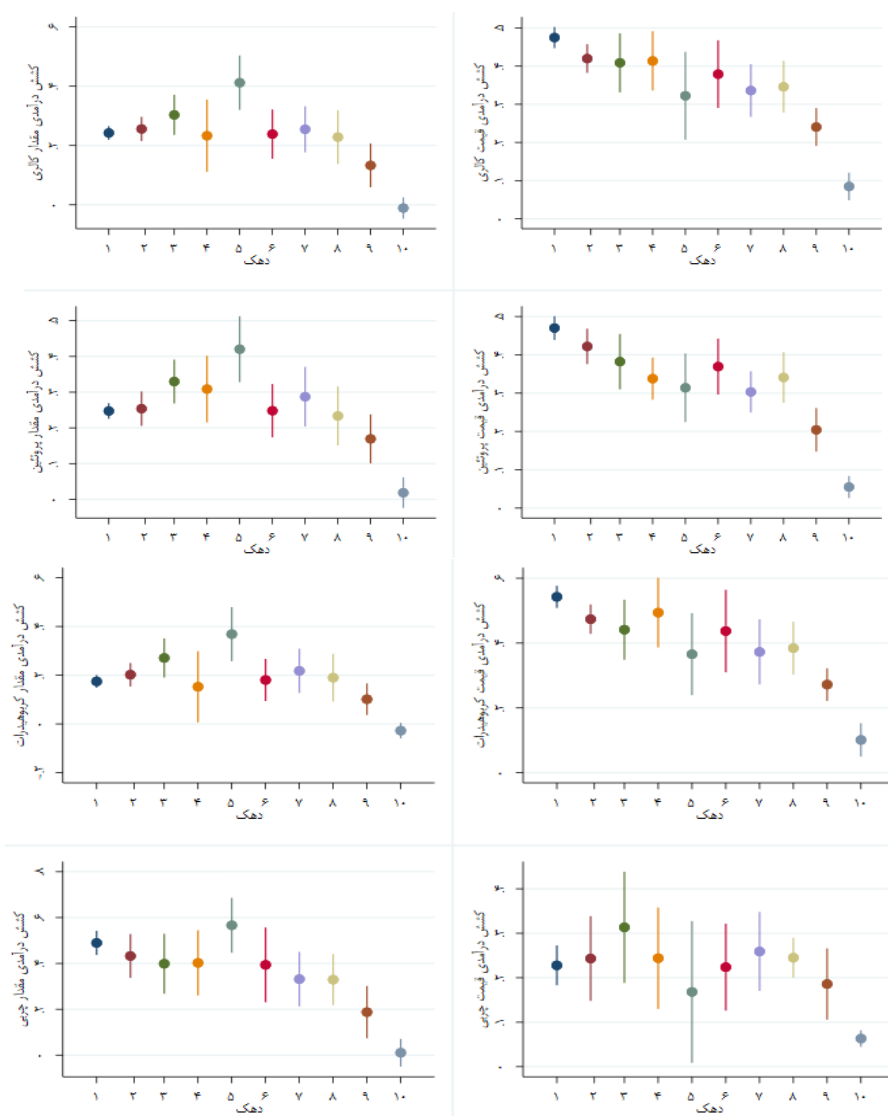 کشش درآمدی مقدار کالری
.۶
.۴
.۲
۰
۱ ۲ ۳ ۴ ۵ ۶ ۷ ۸ ۹ ۱۰
دهک
کشش درآمدی قیمت کالری
.۵
.۴
.۳
.۲
.۱
۰
۱ ۲ ۳ ۴ ۵ ۶ ۷ ۸ ۹ ۱۰
دهک
کشش درآمدی مقدار پروتئین
.۵
.۴
.۳
.۲
.۱
۰
۱ ۲ ۳ ۴ ۵ ۶ ۷ ۸ ۹ ۱۰
دهک
کشش درآمدی قیمت پروتئین
.۵
.۴
.۳
.۲
.۱
۰
۱ ۲ ۳ ۴ ۵ ۶ ۷ ۸ ۹ ۱۰
دهک
کشش درآمدی مقدار کربوهیدرات
.۶
.۴
.۲
۰
-.۲
۱ ۲ ۳ ۴ ۵ ۶ ۷ ۸ ۹ ۱۰
دهک
کشش درآمدی قیمت کربوهیدرات
.۶
.۴
.۲
۰
۱ ۲ ۳ ۴ ۵ ۶ ۷ ۸ ۹ ۱۰
دهک
کشش درآمدی مقدار چربی
.۸
.۶
.۴
.۲
۰
۱ ۲ ۳ ۴ ۵ ۶ ۷ ۸ ۹ ۱۰
دهک
کشش درآمدی قیمت چربی
.۴
.۳
.۲
.۱
۰
۱ ۲ ۳ ۴ ۵ ۶ ۷ ۸ ۹ ۱۰
دهک